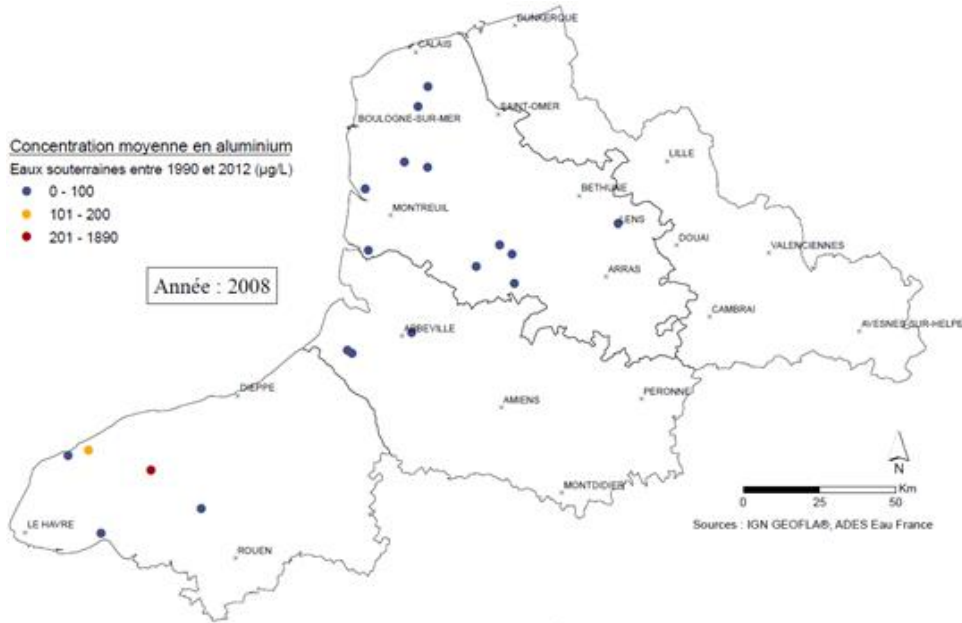 DUNKERQUE
CALAIS
SAINT-OMER
BOULOGNE-SUR-MER
Concentration moyenne en aluminium
Eaux souterraines entre 1990 et 2012 (µg/L)
0 - 100
101 - 200
201 - 1890
LILLE
BETHUNE
MONTREUIL
LENS
DOUAI
VALENCIENNES
ARRAS
Année : 2008
CAMBRAI
ABBEVILLE
AVESNES-SUR-HELPE
DIEPPE
AMIENS
PERONNE
N
MONTDIDIER
Km
0 25 50
Sources : IGN GEOFLA®, ADES Eau France
LE HAVRE
ROUEN